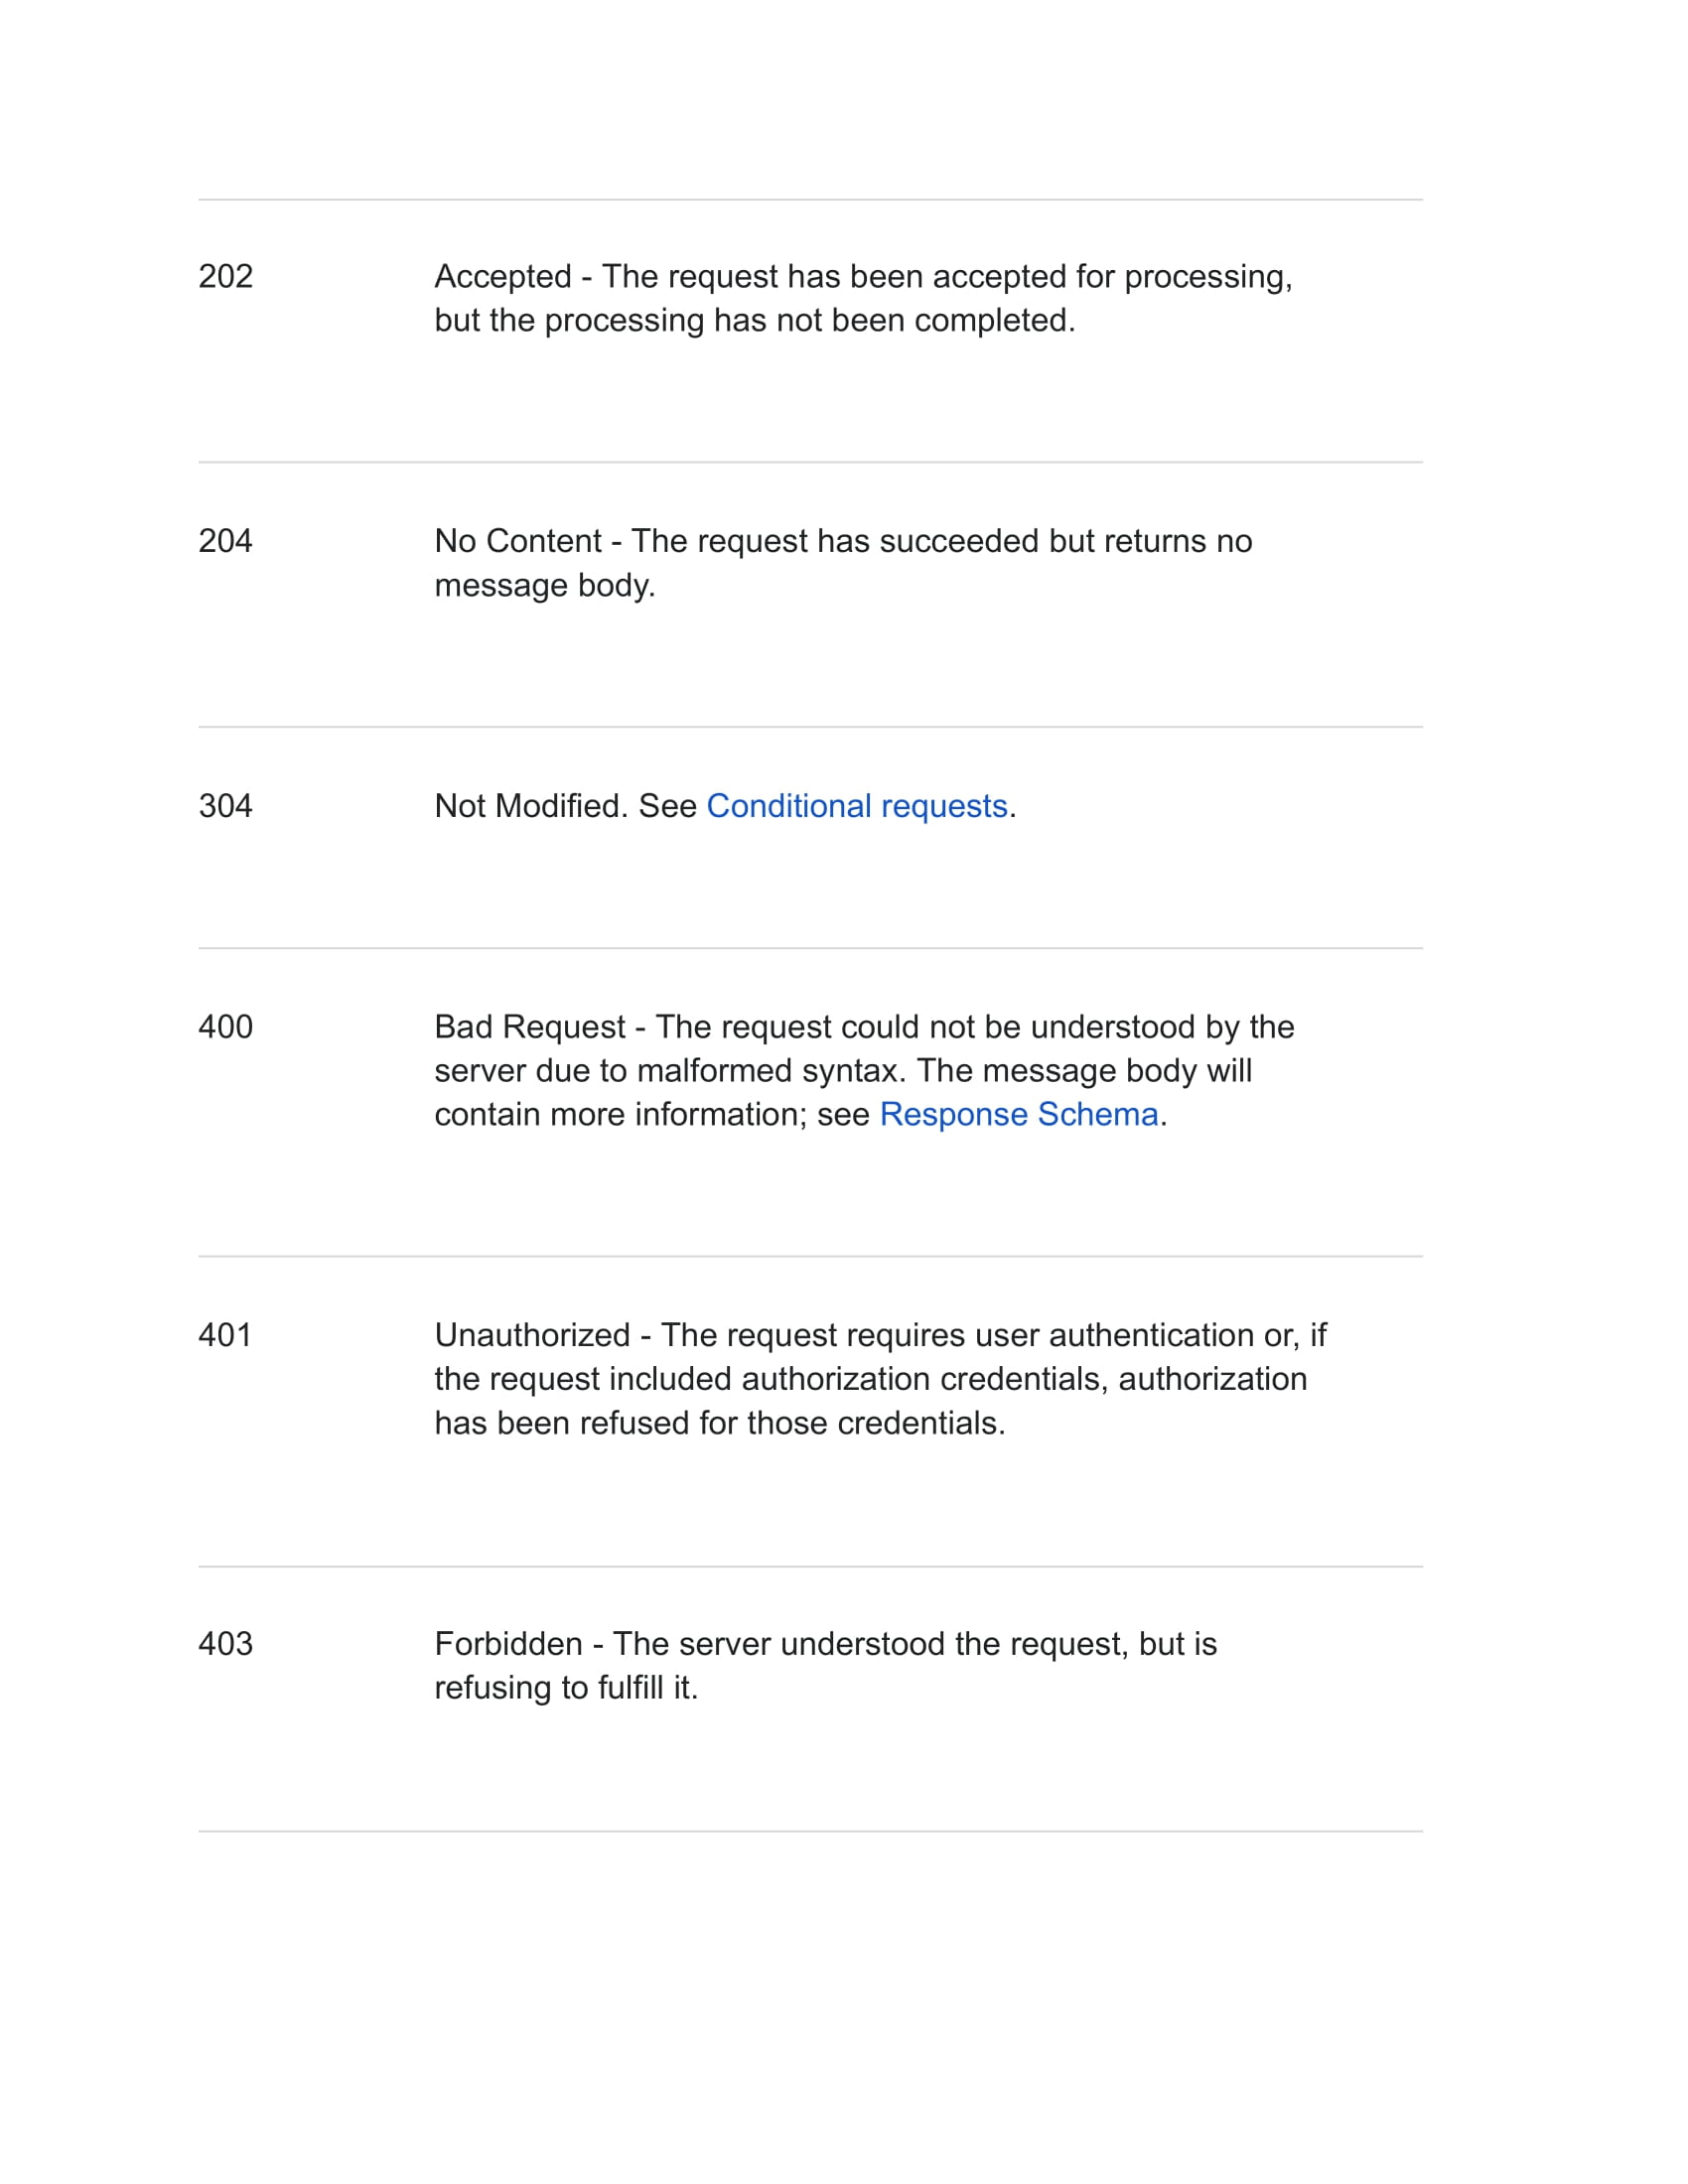 202 Accepted - The request has been accepted for processing,
but the processing has not been completed.
204 No Content - The request has succeeded but returns no
message body.
304 Not Modified. See Conditional requests.
400 Bad Request - The request could not be understood by the
server due to malformed syntax. The message body will
contain more information; see Response Schema.
401 Unauthorized - The request requires user authentication or, if
the request included authorization credentials, authorization
has been refused for those credentials.
403 Forbidden - The server understood the request, but is
refusing to fulfill it.